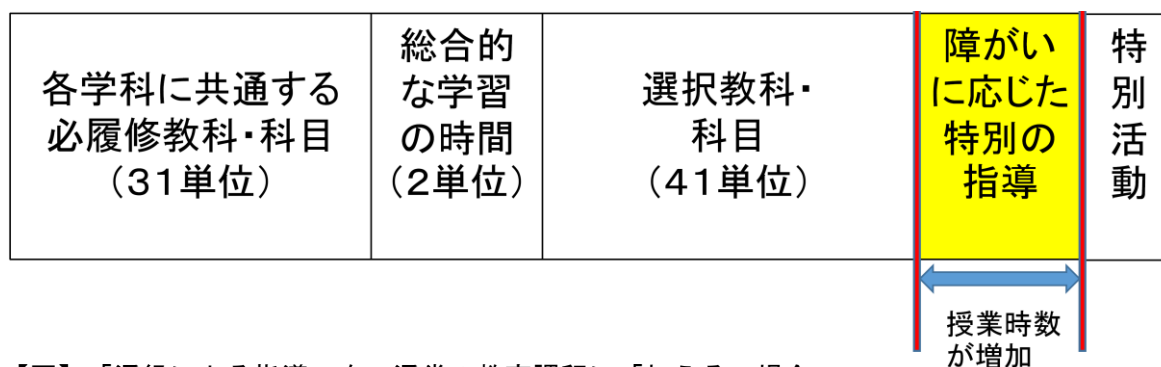 各学科に共通する
必履修教科・科目
（31単位）
総合的
な学習
の時間
（2単位）
選択教科・
科目
（41単位）
障がい
に応じた
特別の
指導
特
別
活
動
授業時数
が増加